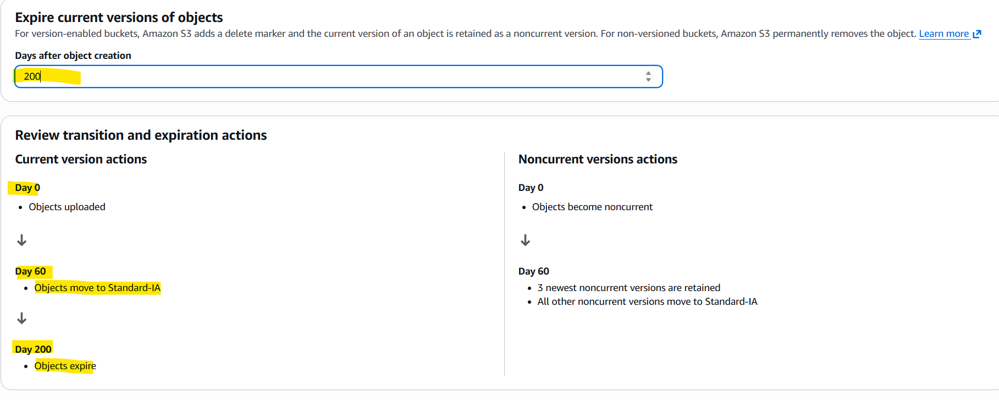 Expire current versions of objects
For version-enabled buckets, Amazon S3 adds a delete marker and the current version of an object is retained as a noncurrent version. For non-versioned buckets, Amazon S3 permanently removes the object. Learn more
Days after object creation
200
Review transition and expiration actions
Current version actions
Day 0
Objects uploaded
Day 60
Objects move to Standard-IA
Day 200
Objects expire
Noncurrent versions actions
Day 0
Objects become noncurrent
Day 60
3 newest noncurrent versions are retained
All other noncurrent versions move to Standard-IA